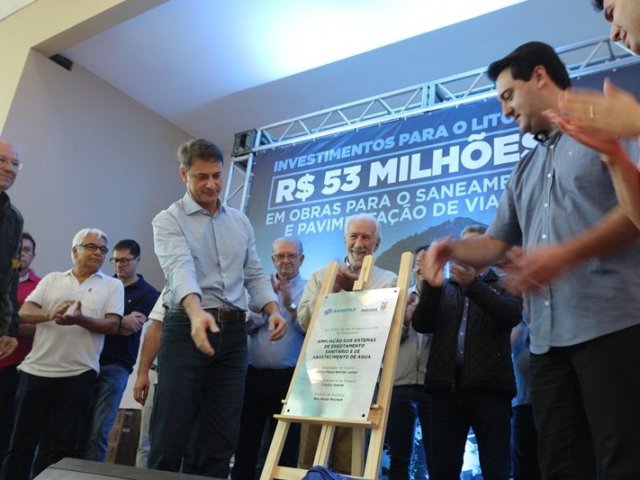 INVESTIMENTOS PARA O LITO
R$ 53 MILHÕES
EM OBRAS PARA O SANEAME
E PAVIMENTAÇÃO DE VIA
SANEPAR PARANÁ
AMPLIAÇÃO DOS SISTEMAS
DE ESGOTAMENTO
SANITÁRIO E DE
ABASTECIMENTO DE ÁGUA